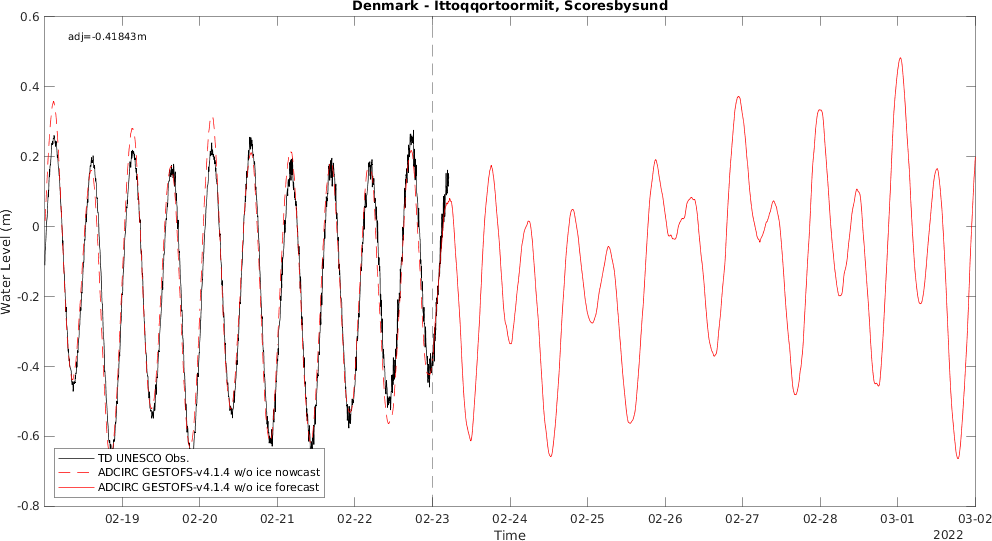 Denmark - Ittoqqortoormiit, Scoresbysund
adj=-0.41843m
0.6
0.4
0.2
0
-0.2
-0.4
-0.6
-0.8
Water Level (m)
TD UNESCO Obs.
ADCIRC GESTOFS-v4.1.4 w/o ice nowcast
ADCIRC GESTOFS-v4.1.4 w/o ice forecast
02-19 02-20 02-21 02-22 02-23 02-24 02-25 02-26 02-27 02-28 03-01 03-02
Time
2022